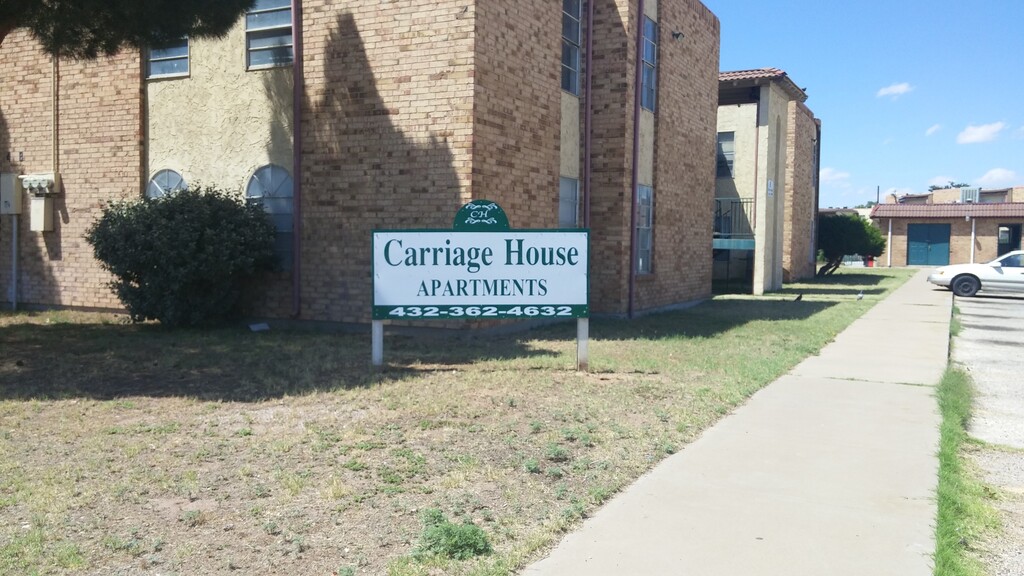 CH
Carriage House
APARTMENTS
432-362-4632